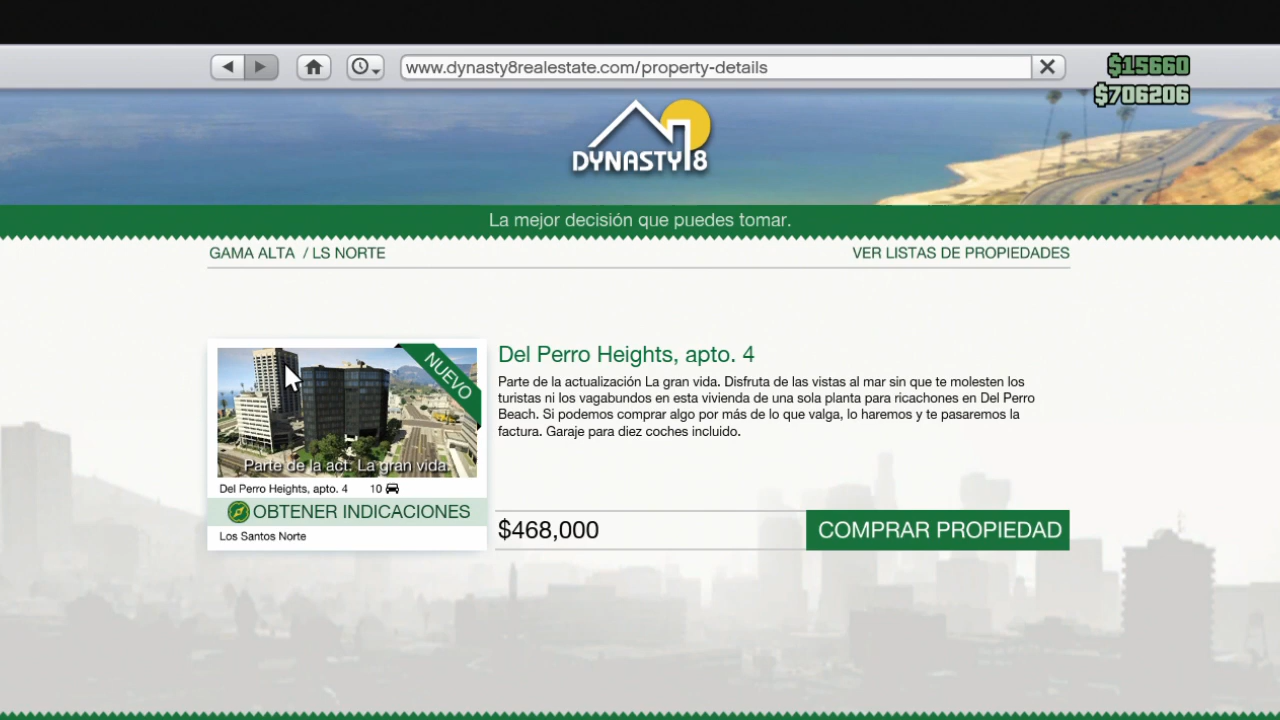 www.dynasty8realestate.com/property-details
$15660
$706206
DYNASTY 8
La mejor decisión que puedes tomar.
GAMA ALTA / LS NORTE
VER LISTAS DE PROPIEDADES
NUEVO
Parte de la act. La gran vida.
Del Perro Heights, apto. 4 10
OBTENER INDICACIONES
Los Santos Norte
Del Perro Heights, apto. 4
Parte de la actualización La gran vida. Disfruta de las vistas al mar sin que te molesten los
turistas ni los vagabundos en esta vivienda de una sola planta para ricachones en Del Perro
Beach. Si podemos comprar algo por más de lo que valga, lo haremos y te pasaremos la
factura. Garaje para diez coches incluido.
$468,000
COMPRAR PROPIEDAD